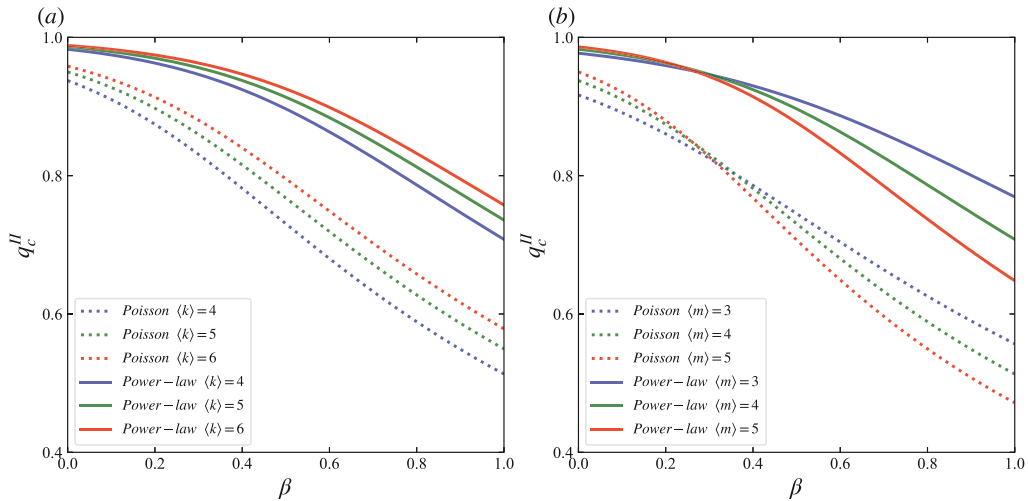 (a)
1.0
0.8
0.6
0.4
q_c^{II}
Poisson ⟨k⟩=4
Poisson ⟨k⟩=5
Poisson ⟨k⟩=6
Power−law ⟨k⟩=4
Power−law ⟨k⟩=5
Power−law ⟨k⟩=6
0.0 0.2 0.4 0.6 0.8 1.0
β
(b)
1.0
0.8
0.6
0.4
q_c^{II}
Poisson ⟨m⟩=3
Poisson ⟨m⟩=4
Poisson ⟨m⟩=5
Power−law ⟨m⟩=3
Power−law ⟨m⟩=4
Power−law ⟨m⟩=5
0.0 0.2 0.4 0.6 0.8 1.0
β